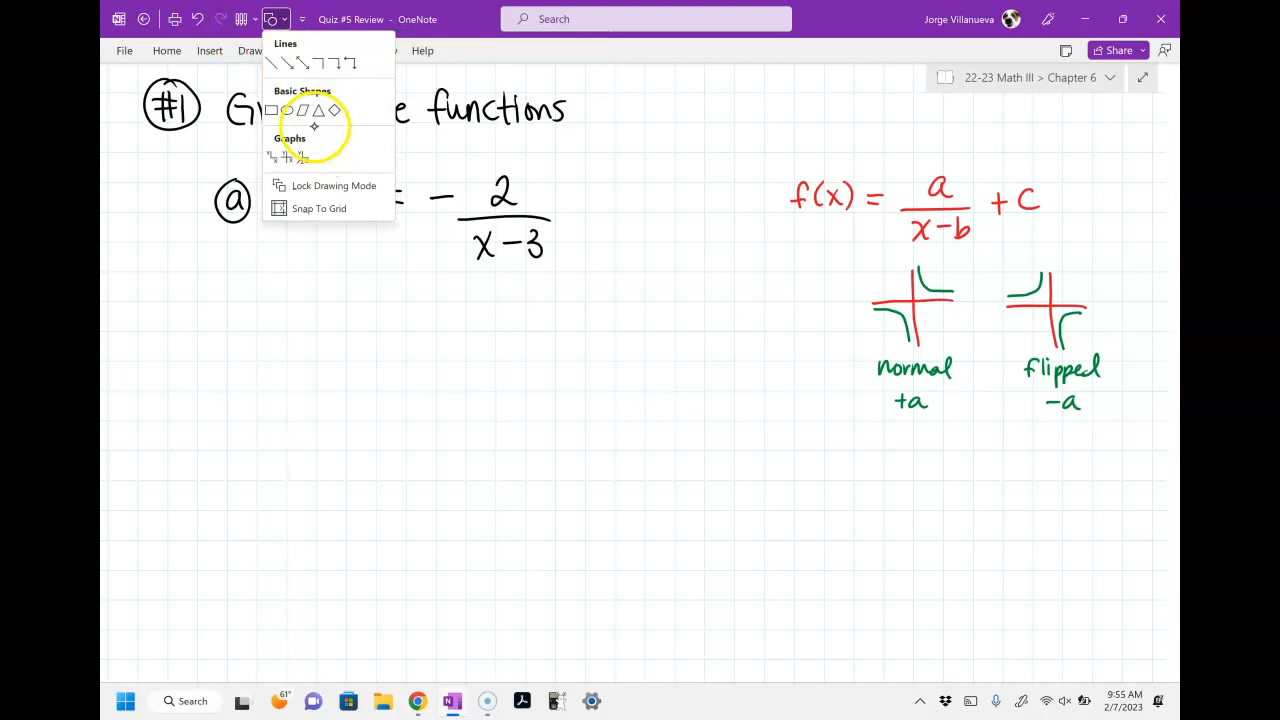 Quiz #5 Review - OneNote
Search
Jorge Villanueva
File Home Insert Draw Help
Share
22-23 Math III > Chapter 6
Lines
Basic Shapes
Graphs
Lock Drawing Mode
Snap To Grid
#1 G e functions
a = - 2 / x-3
f(x) = a / x-b + c
normal flipped
+a -a
61°
Search
9:55 AM
2/7/2023